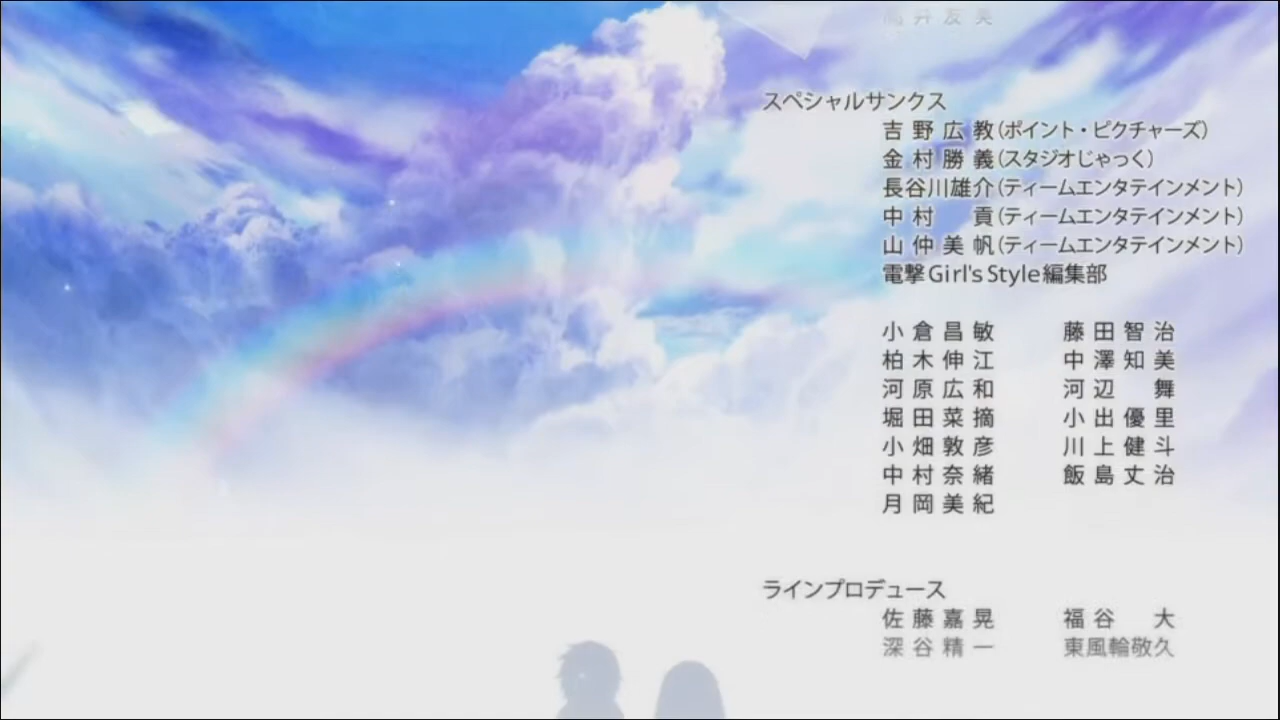 スペシャルサンクス
吉野広教(ポイント・ピクチャーズ)
金村勝義(スタジオじゃっく)
長谷川雄介(ティームエンタテインメント)
中村 貢(ティームエンタテインメント)
山仲美帆(ティームエンタテインメント)
電撃Girl's Style編集部
小倉昌敏 藤田智治
柏木伸江 中澤知美
河原広和 河辺 舞
堀田菜摘 小出優里
小畑敦彦 川上健斗
中村奈緒 飯島丈治
月岡美紀
ラインプロデュース
佐藤嘉晃 福谷 大
深谷精一 東風輪敬久